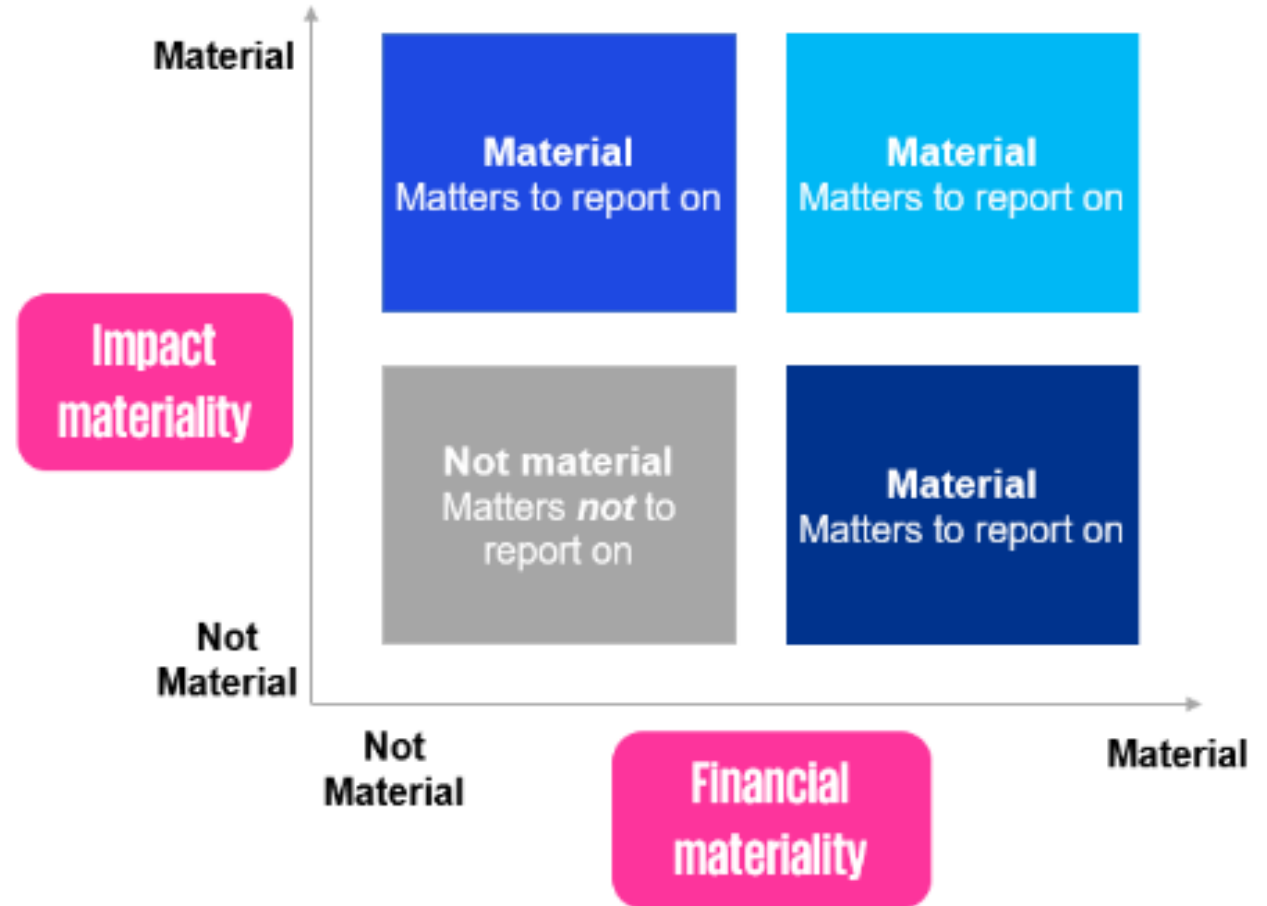 Material
Material
Matters to report on
Material
Matters to report on
Impact
materiality
Not material
Matters not to
report on
Material
Matters to report on
Not
Material
Not
Material
Financial
materiality
Material